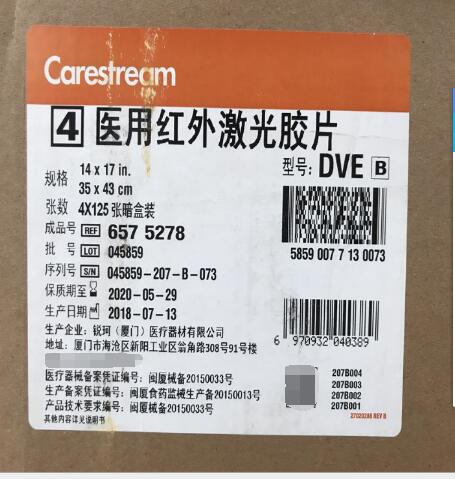 Carestream
4 医用红外激光胶片
型号: DVE B
规格 14 x 17 in.
35 x 43 cm
张数 4X125 张暗盒装
成品号 REF 657 5278
批 号 LOT 045859
序列号 S/N 045859-207-B-073
保质期至 2020-05-29
生产日期 2018-07-13
5859 007 7 13 0073
生产企业: 锐珂(厦门)医疗器材有限公司
地址: 厦门市海沧区新阳工业区翁角路308号91号楼
6 970932 040389
医疗器械备案凭证编号: 闽厦械备20150033号
生产备案凭证编号: 闽厦食药监械生产备20150013号
产品技术要求编号: 闽厦械备20150033号
其他内容详见说明书
207B004
207B003
207B002
207B001
27020288 REV B